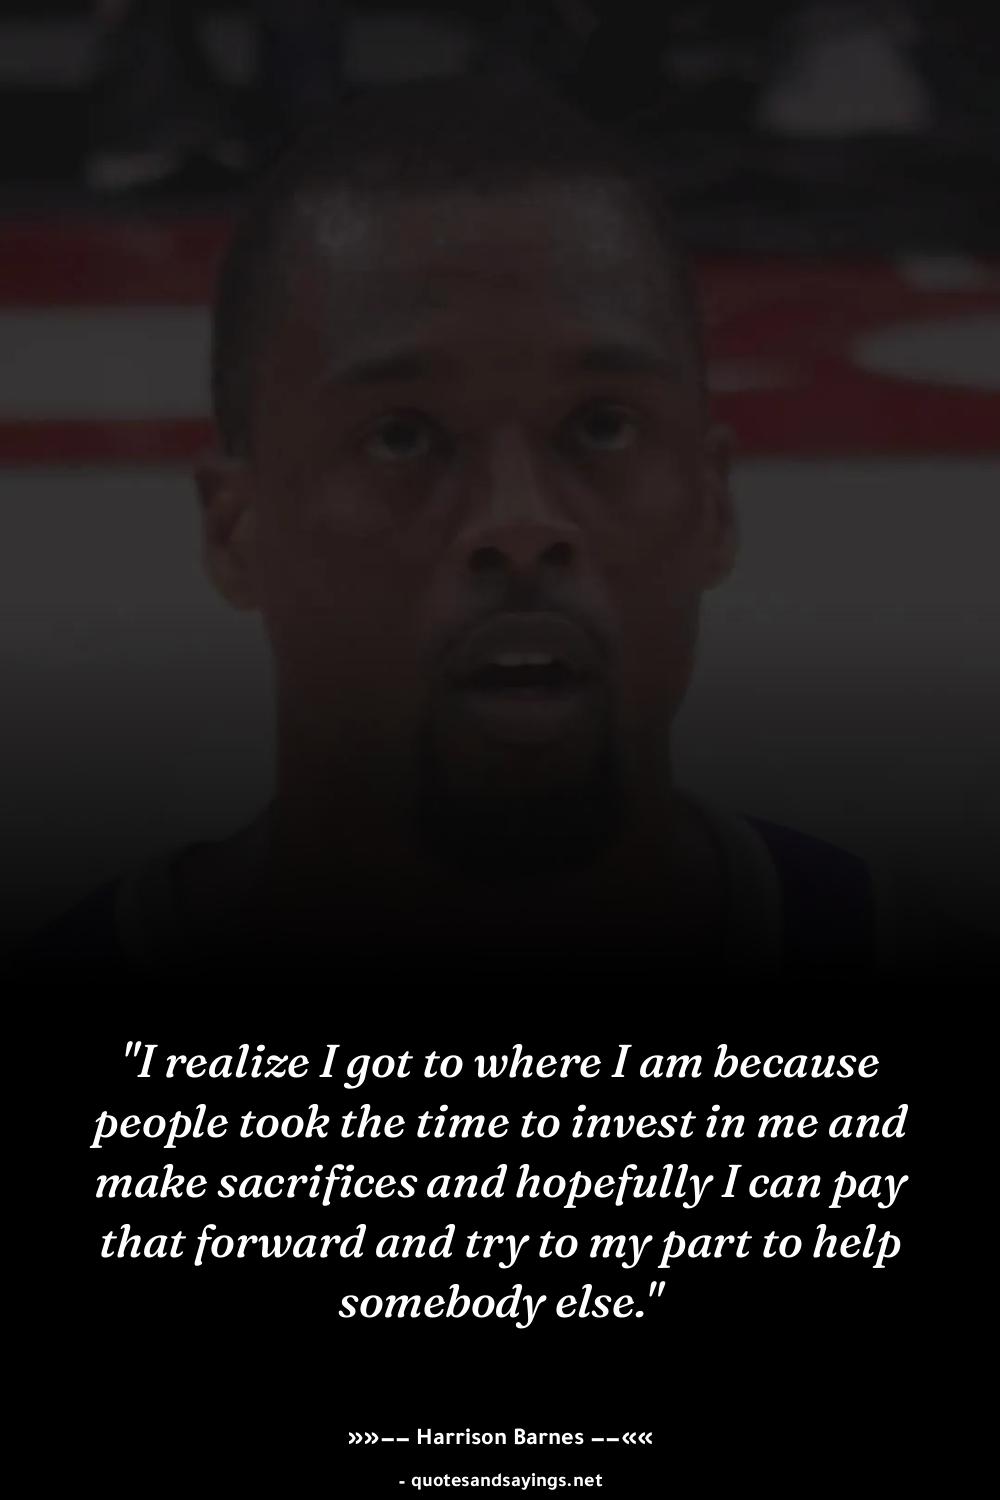 "I realize I got to where I am because
people took the time to invest in me and
make sacrifices and hopefully I can pay
that forward and try to my part to help
somebody else."
»»−− Harrison Barnes −−««
- quotesandsayings.net